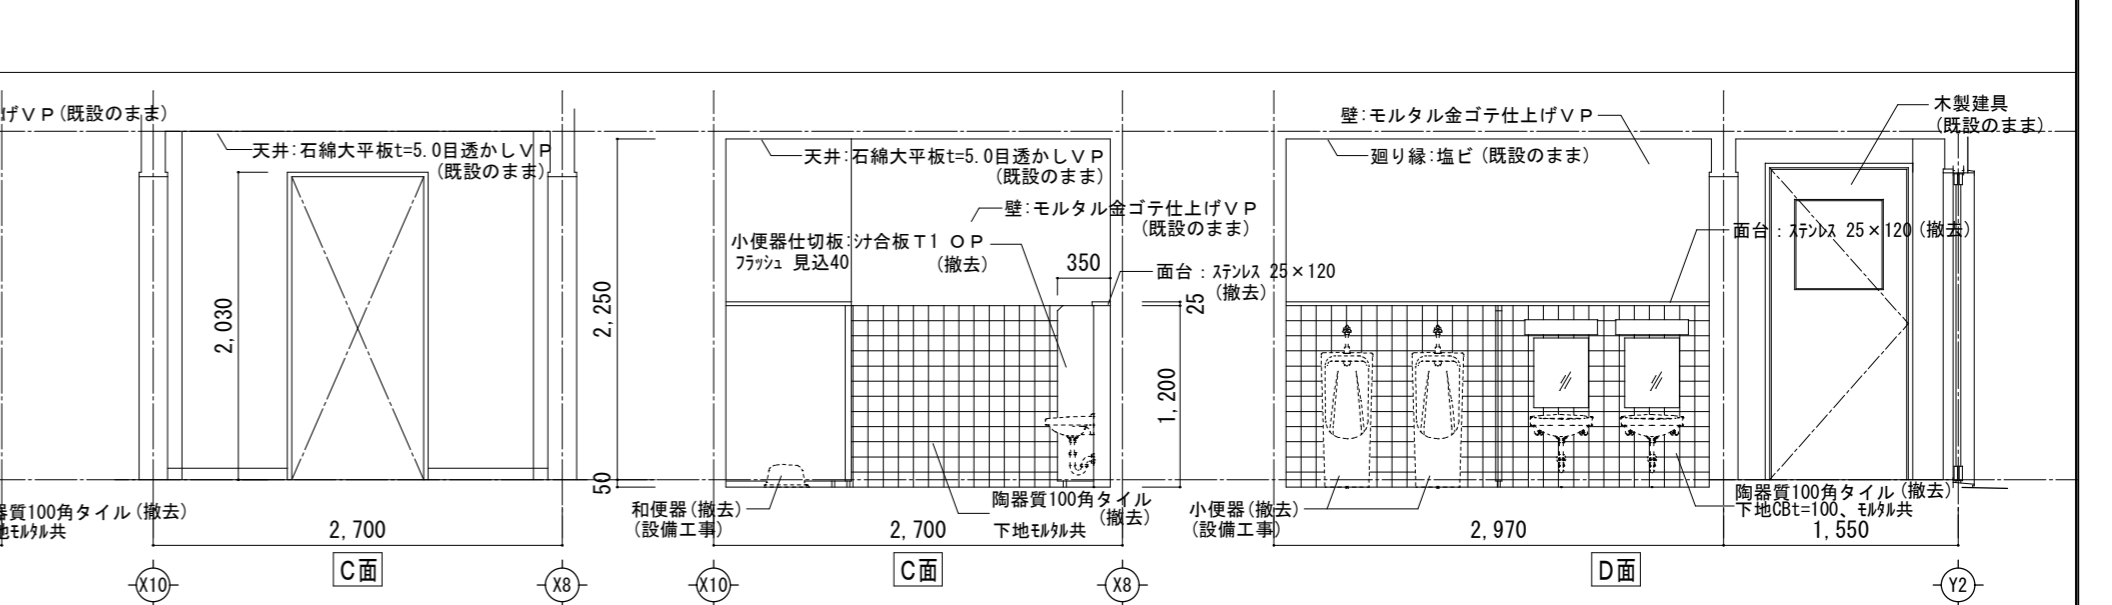 げＶＰ(既設のまま)
天井:石綿大平板t=5.0目透かしＶＰ
(既設のまま)
2,030
器質100角タイル(撤去)
地ﾓﾙﾀﾙ共
2,700
C面
X10
X8
2,250
50
天井:石綿大平板t=5.0目透かしＶＰ
(既設のまま)
壁:モルタル金ゴテ仕上げＶＰ
(既設のまま)
小便器仕切板:ｼﾅ合板Ｔ1 ＯＰ
ﾌﾗｯｼｭ 見込40
(撤去)
350
面台：ｽﾃﾝﾚｽ 25×120
(撤去)
25
1,200
和便器(撤去)
(設備工事)
陶器質100角タイル
(撤去)
下地ﾓﾙﾀﾙ共
2,700
C面
X10
X8
壁:モルタル金ゴテ仕上げＶＰ
廻り縁:塩ビ(既設のまま)
木製建具
(既設のまま)
面台：ｽﾃﾝﾚｽ 25×120(撤去)
小便器(撤去)
(設備工事)
陶器質100角タイル(撤去)
下地CBt=100、ﾓﾙﾀﾙ共
2,970
1,550
D面
Y2